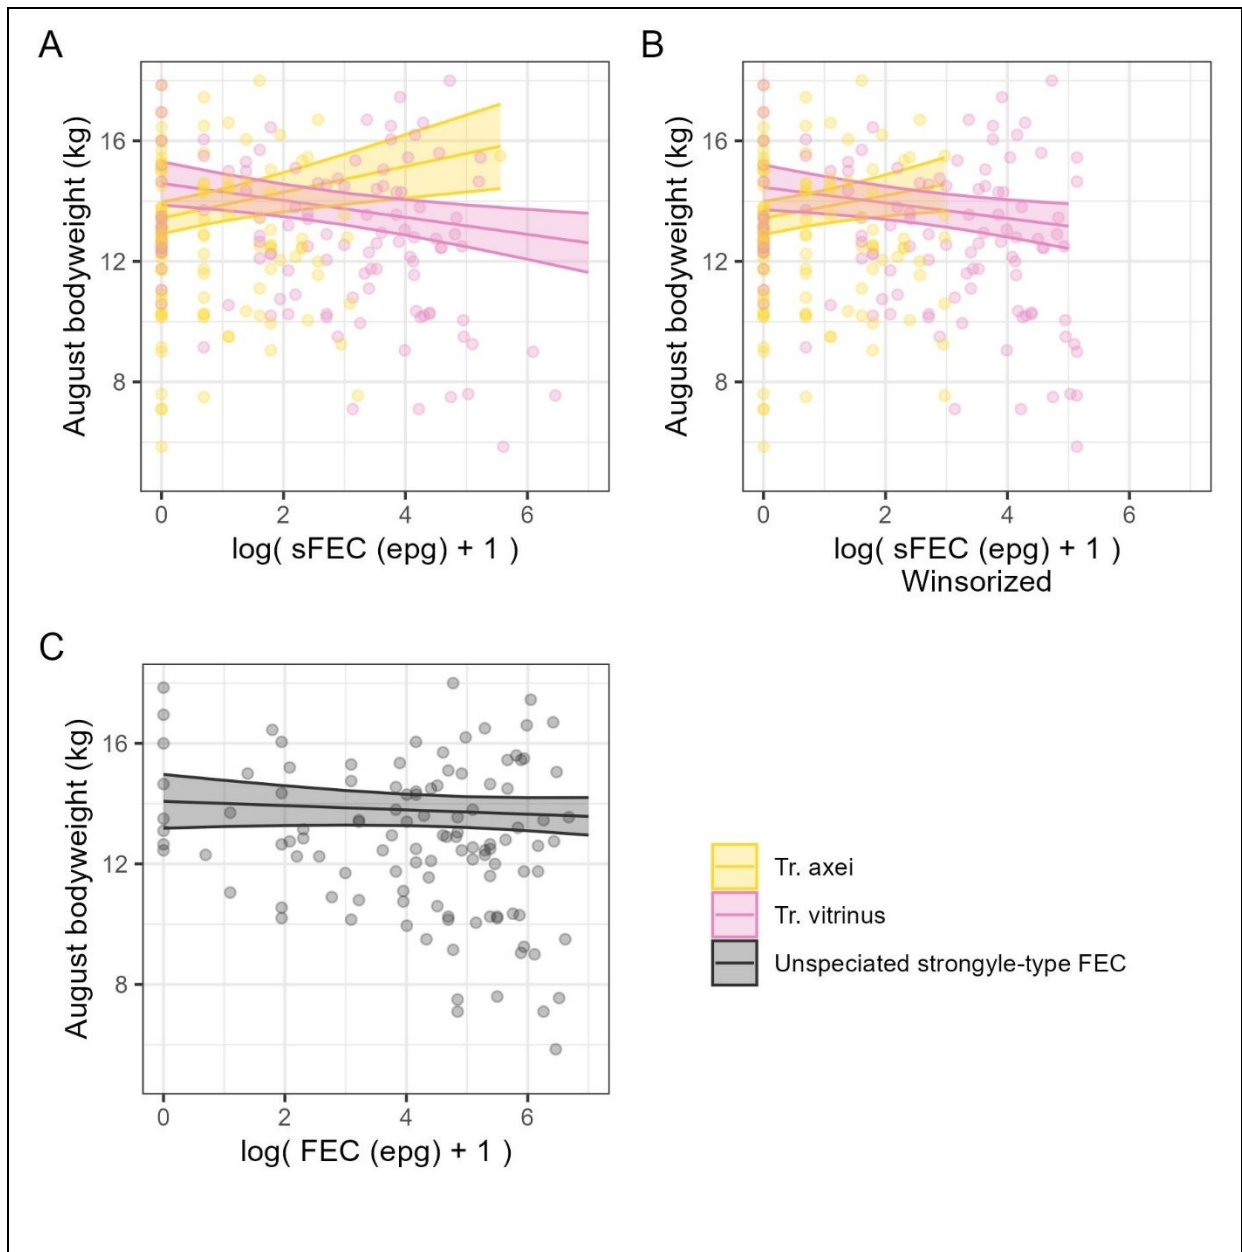 A
B
August bodyweight (kg)
16
12
8
0 2 4 6
log( sFEC (epg) + 1 )
August bodyweight (kg)
16
12
8
0 2 4 6
log( sFEC (epg) + 1 )
Winsorized
C
August bodyweight (kg)
16
12
8
0 2 4 6
log( FEC (epg) + 1 )
Tr. axei
Tr. vitrinus
Unspeciated strongyle-type FEC